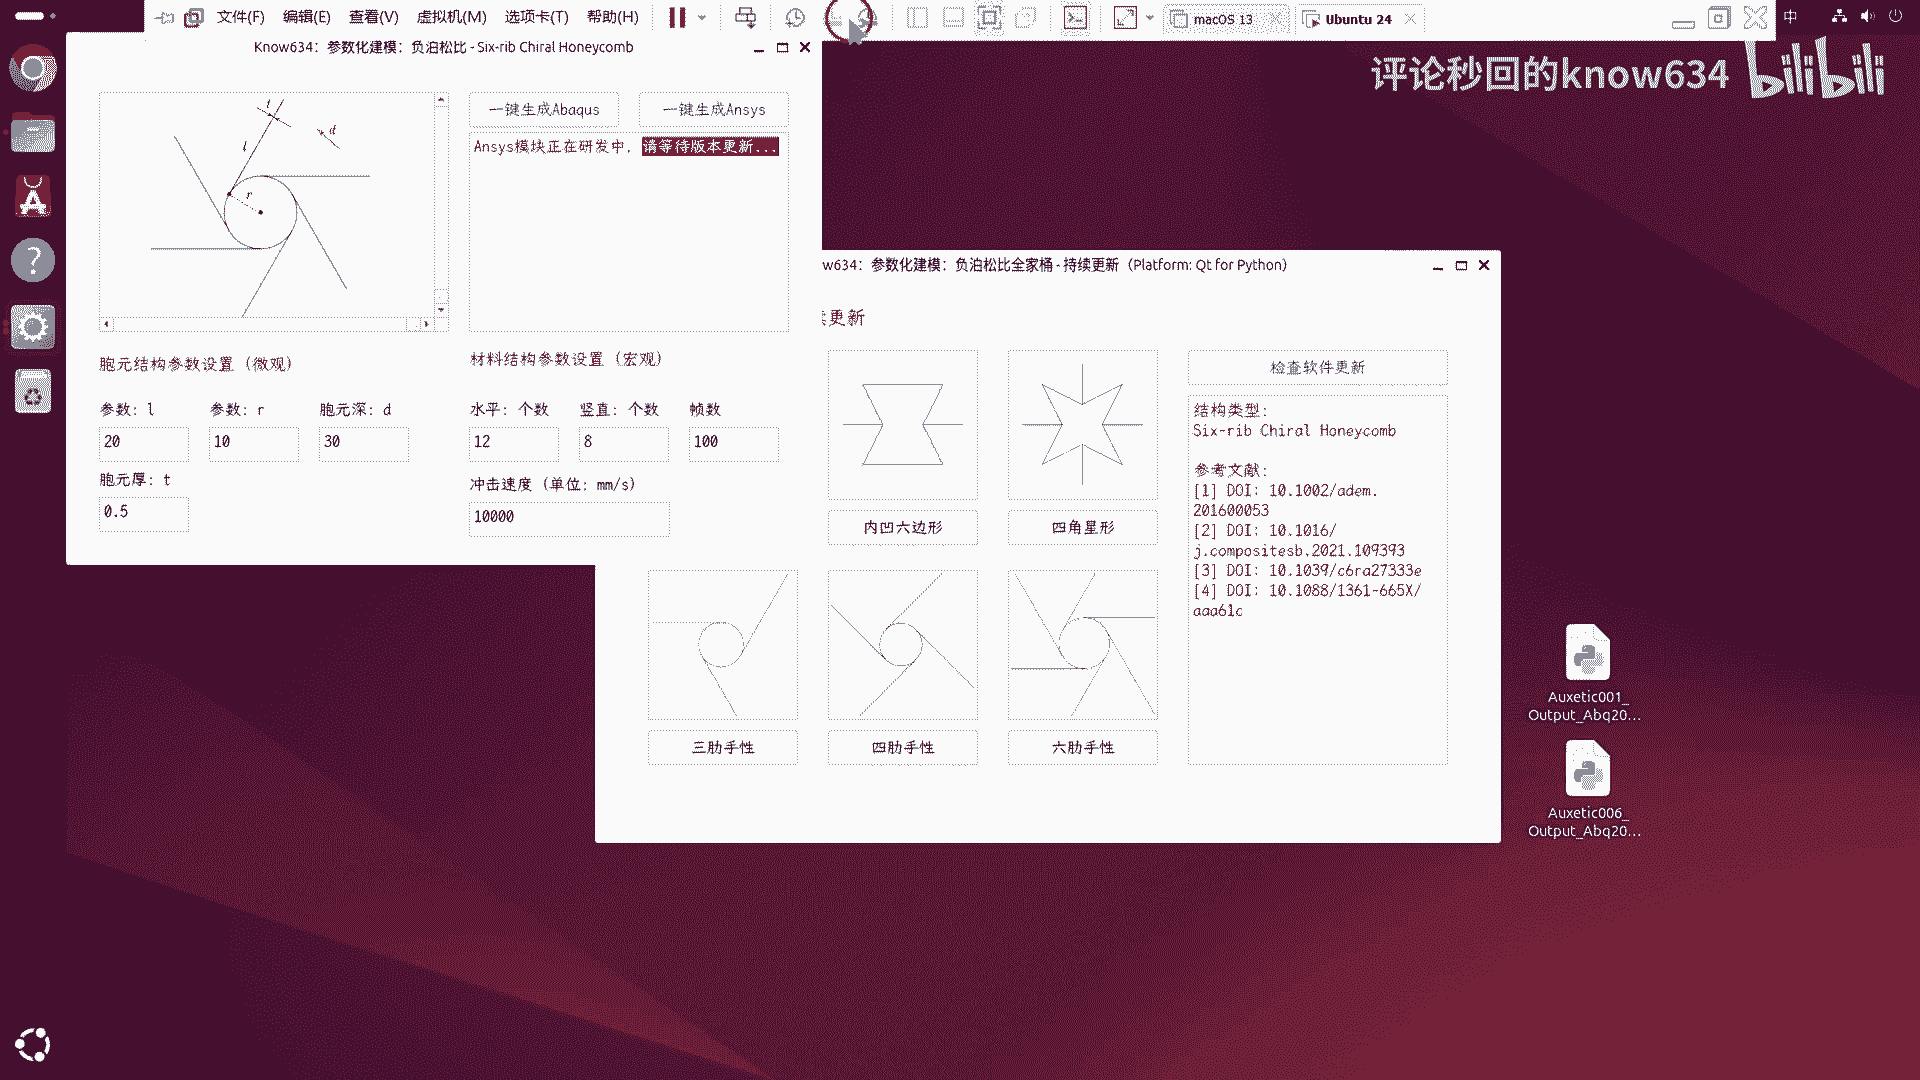 文件(F) 编辑(E) 查看(V) 虚拟机(M) 选项卡(T) 帮助(H) macOS 13 Ubuntu 24 中
评论秒回的know634 bilibili
Know634：参数化建模：负泊松比 - Six-rib Chiral Honeycomb
t
d
l
r
一键生成Abaqus 一键生成Ansys
Ansys模块正在研发中，请等待版本更新...
胞元结构参数设置（微观）
参数：l 参数：r 胞元深：d
20 10 30
胞元厚：t
0.5
材料结构参数设置（宏观）
水平：个数 竖直：个数 帧数
12 8 100
冲击速度（单位：mm/s）
10000
now634：参数化建模：负泊松比全家桶 - 持续更新（Platform: Qt for Python）
续更新
内凹六边形 四角星形
三肋手性 四肋手性 六肋手性
检查软件更新
结构类型：
Six-rib Chiral Honeycomb
参考文献：
[1] DOI: 10.1002/adem.
201600053
[2] DOI: 10.1016/
j.compositesb.2021.109393
[3] DOI: 10.1039/c6ra27333e
[4] DOI: 10.1088/1361-665X/
aaa61c
Auxetic001_
Output_Abq20...
Auxetic006_
Output_Abq20...